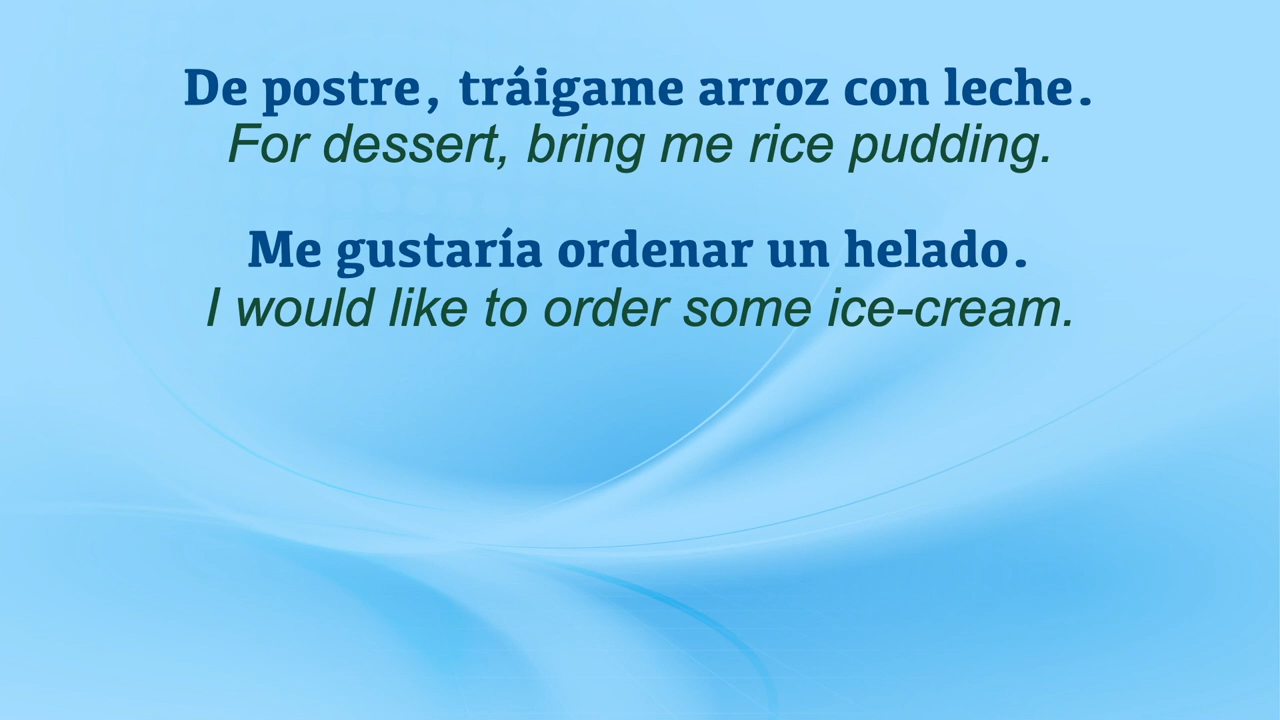 De postre, tráigame arroz con leche.
For dessert, bring me rice pudding.
Me gustaría ordenar un helado.
I would like to order some ice-cream.